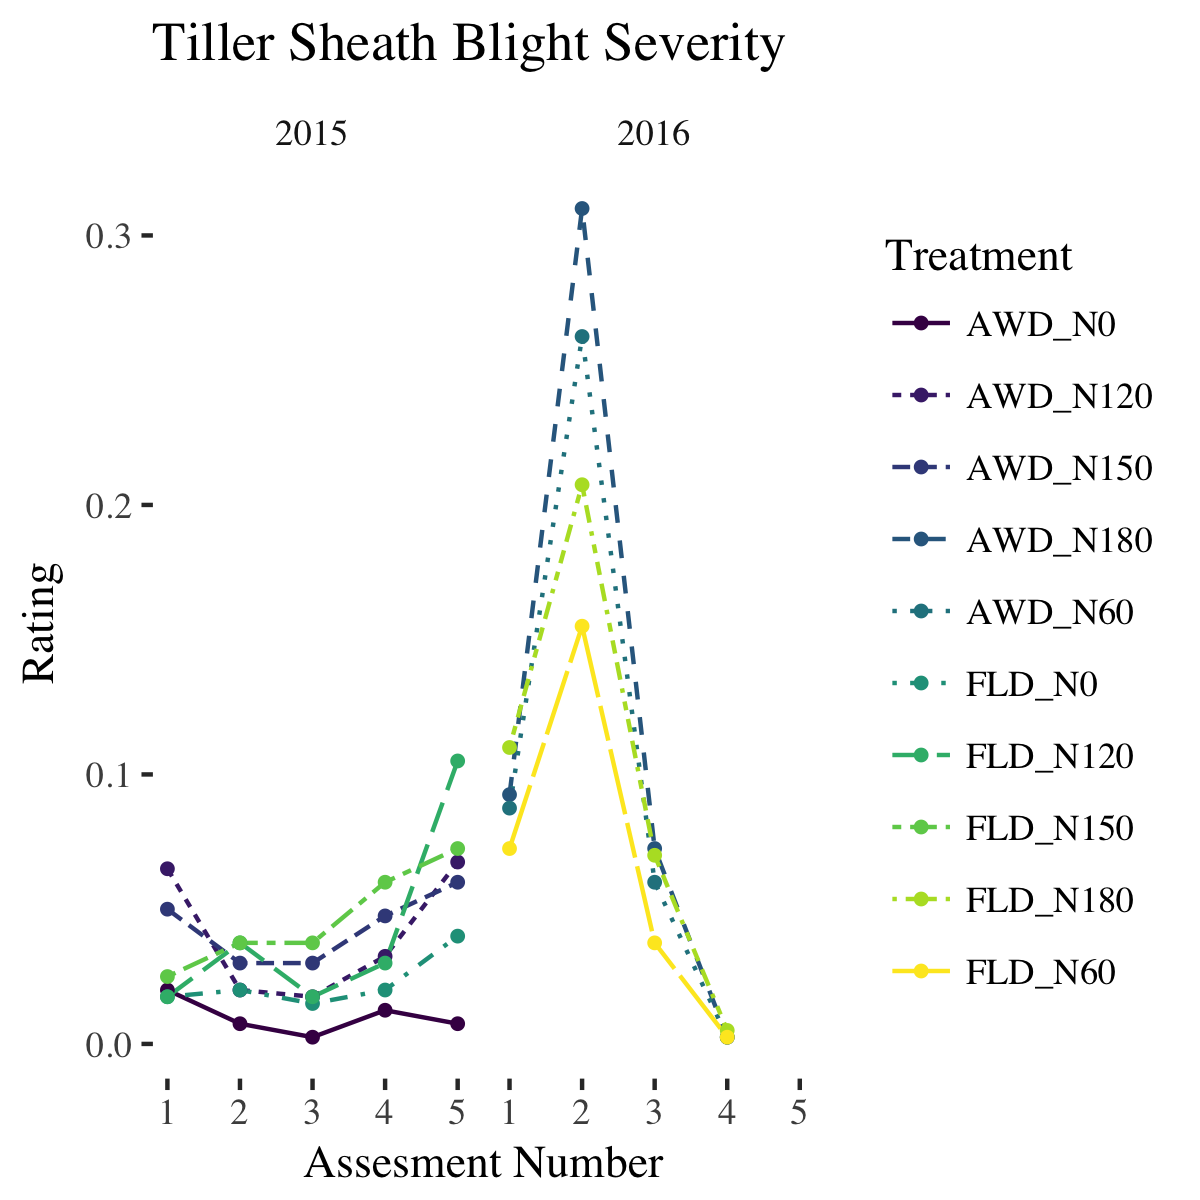 Tiller Sheath Blight Severity
2015 2016
0.3
0.2
0.1
0.0
Rating
1 2 3 4 5 1 2 3 4 5
Assesment Number
Treatment
AWD_N0
AWD_N120
AWD_N150
AWD_N180
AWD_N60
FLD_N0
FLD_N120
FLD_N150
FLD_N180
FLD_N60